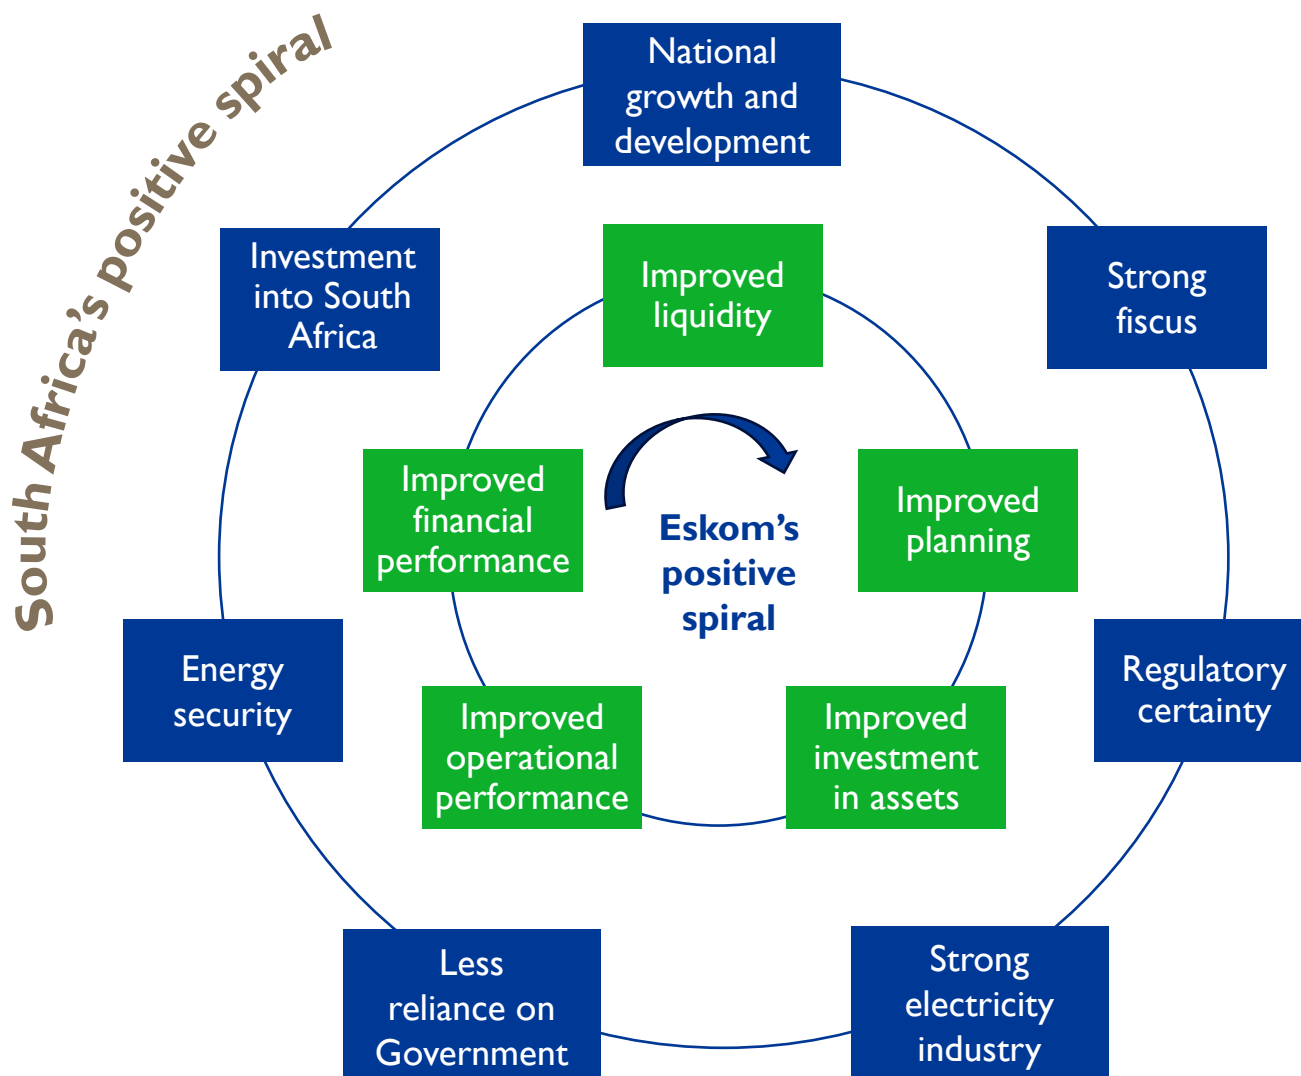 South Africa's positive spiral
National
growth and
development
Investment
into South
Africa
Strong
fiscus
Improved
liquidity
Improved
financial
performance
Improved
planning
Eskom's
positive
spiral
Energy
security
Regulatory
certainty
Improved
operational
performance
Improved
investment
in assets
Less
reliance on
Government
Strong
electricity
industry